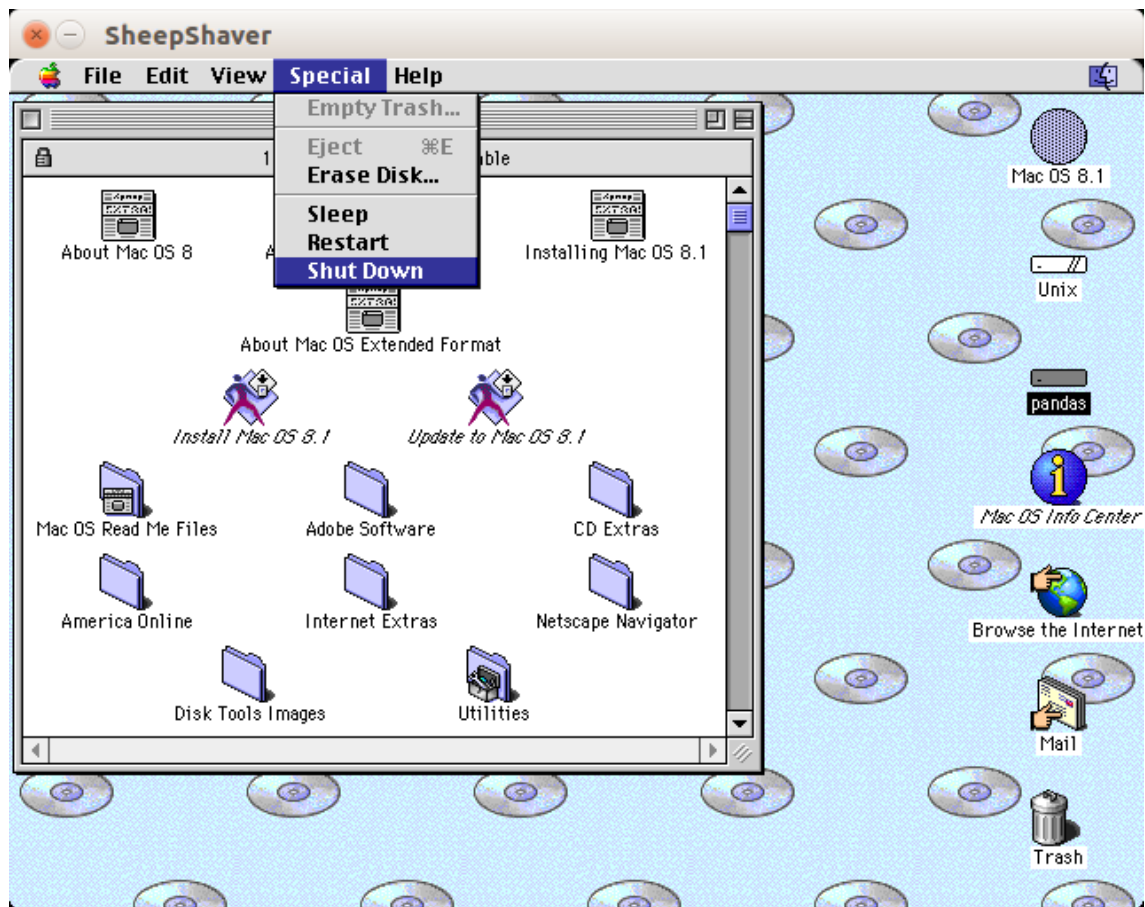 SheepShaver
File Edit View Special Help
Empty Trash...
Eject ⌘E
Erase Disk...
Sleep
Restart
Shut Down
About Mac OS 8
Installing Mac OS 8.1
About Mac OS Extended Format
Install Mac OS 8.1
Update to Mac OS 8.1
Mac OS Read Me Files
Adobe Software
CD Extras
America Online
Internet Extras
Netscape Navigator
Disk Tools Images
Utilities
Mac OS 8.1
Unix
pandas
Mac OS Info Center
Browse the Internet
Mail
Trash